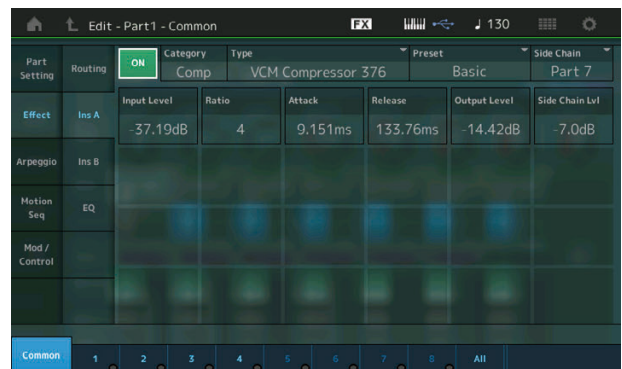 Edit - Part1 - Common
FX
130
Part Setting
Effect
Arpeggio
Motion Seq
Mod / Control
Routing
Ins A
Ins B
EQ
ON
Category
Comp
Type
VCM Compressor 376
Preset
Basic
Side Chain
Part 7
Input Level
-37.19dB
Ratio
4
Attack
9.151ms
Release
133.76ms
Output Level
-14.42dB
Side Chain Lvl
-7.0dB
Common
1
2
3
4
5
6
7
8
All